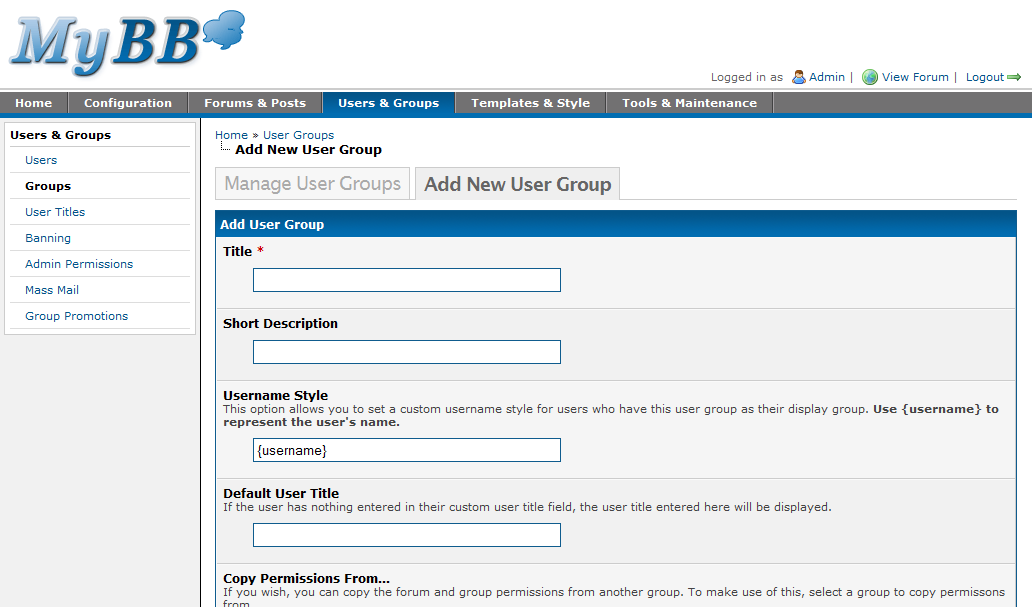 MyBB
Logged in as Admin | View Forum | Logout
Home Configuration Forums & Posts Users & Groups Templates & Style Tools & Maintenance
Users & Groups
Users
Groups
User Titles
Banning
Admin Permissions
Mass Mail
Group Promotions
Home » User Groups
Add New User Group
Manage User Groups Add New User Group
Add User Group
Title *
Short Description
Username Style
This option allows you to set a custom username style for users who have this user group as their display group. Use {username} to
represent the user's name.
{username}
Default User Title
If the user has nothing entered in their custom user title field, the user title entered here will be displayed.
Copy Permissions From...
If you wish, you can copy the forum and group permissions from another group. To make use of this, select a group to copy permissons
from.